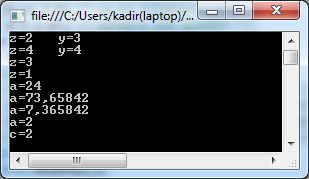 file:///C:/Users/kadir(laptop)/...
z=2 y=3
z=4 y=4
z=3
z=1
a=24
a=73,65842
a=7,365842
a=2
c=2